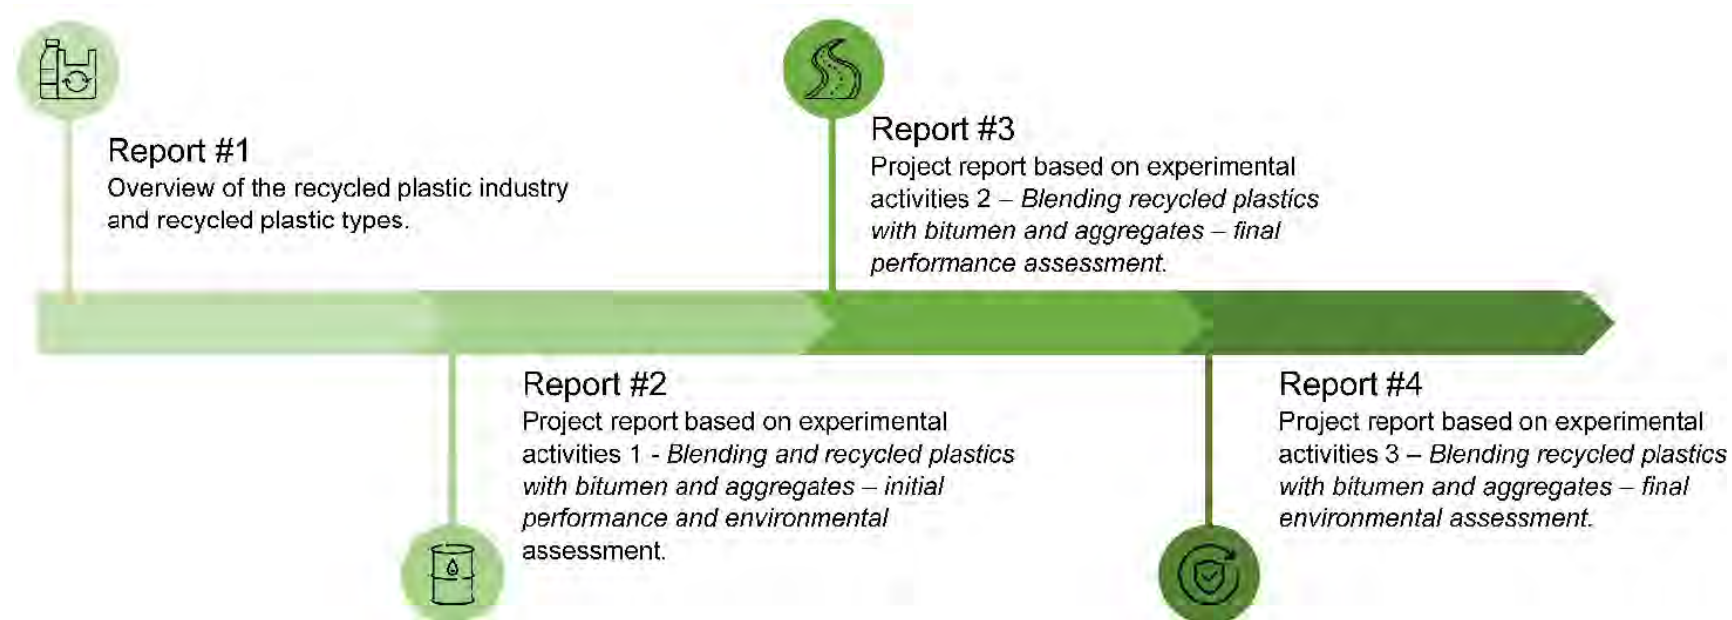 Report #1
Overview of the recycled plastic industry
and recycled plastic types.
Report #2
Project report based on experimental
activities 1 - Blending and recycled plastics
with bitumen and aggregates – initial
performance and environmental
assessment.
Report #3
Project report based on experimental
activities 2 – Blending recycled plastics
with bitumen and aggregates – final
performance assessment.
Report #4
Project report based on experimental
activities 3 – Blending recycled plastics
with bitumen and aggregates – final
environmental assessment.